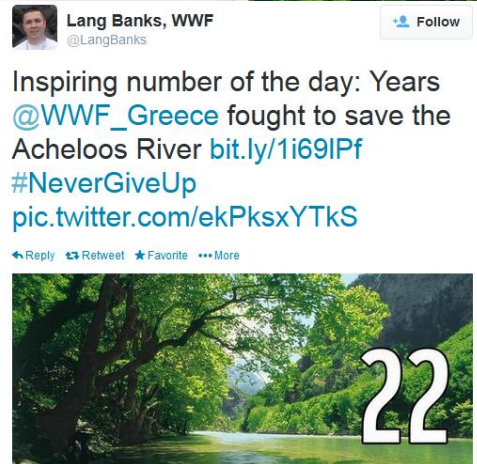 Lang Banks, WWF
@LangBanks
Follow
Inspiring number of the day: Years
@WWF_Greece fought to save the
Acheloos River bit.ly/1i69lPf
#NeverGiveUp
pic.twitter.com/ekPksxYTkS
Reply Retweet Favorite More
22